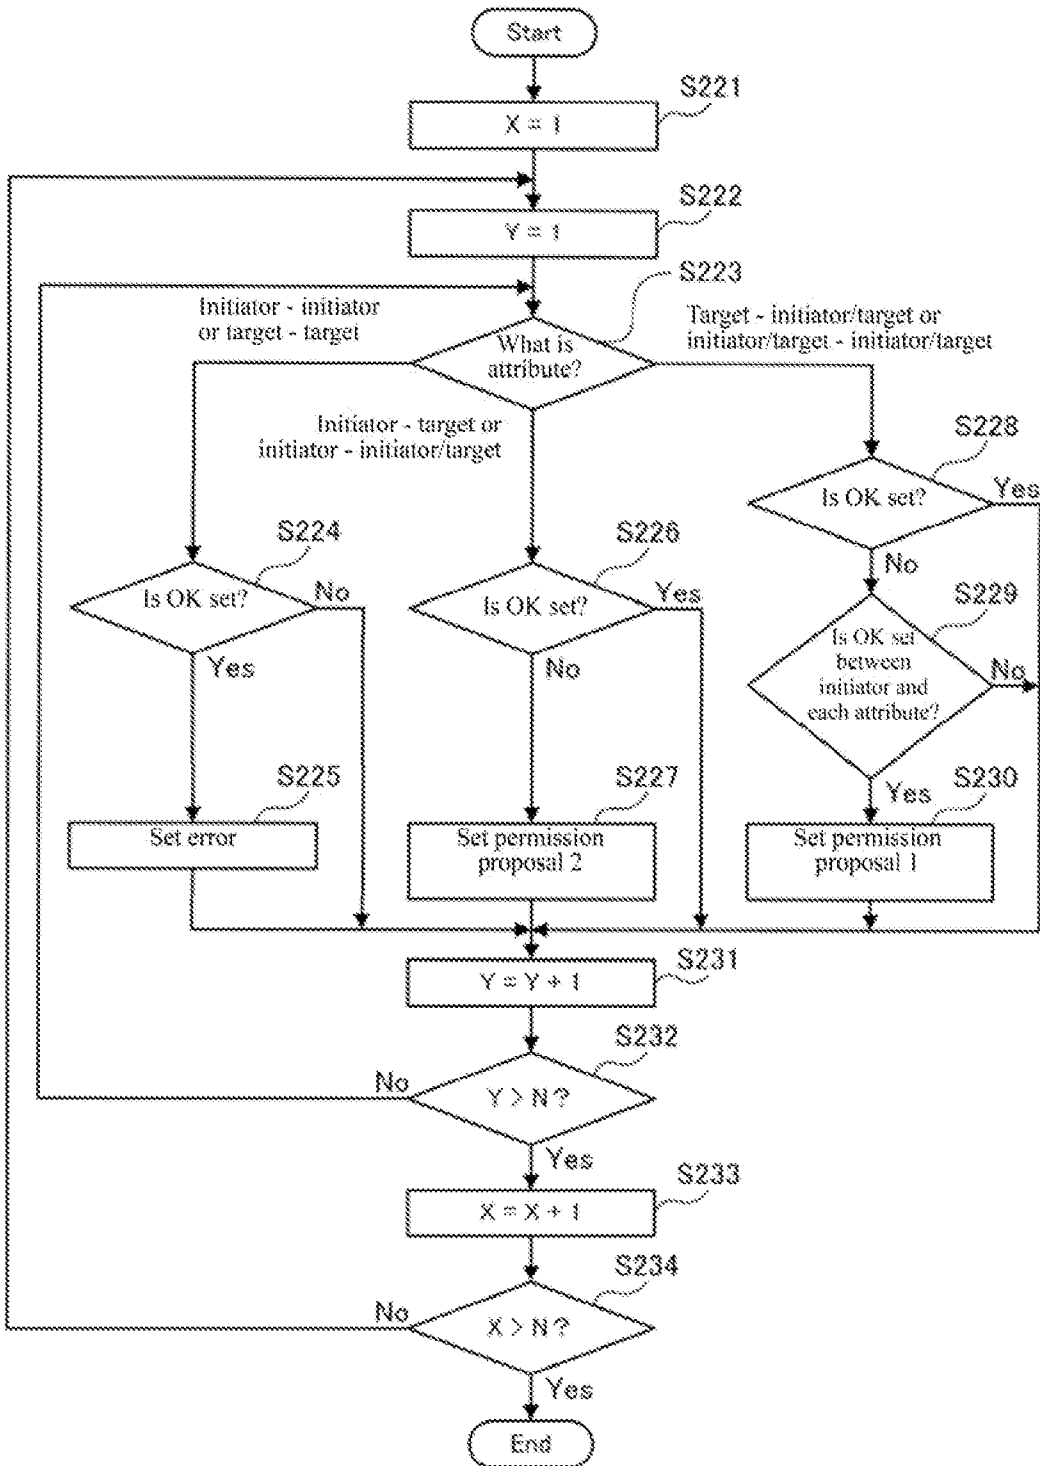 Start
S221
X = 1
S222
Y = 1
S223
Initiator - initiator
or target - target
Target - initiator/target or
initiator/target - initiator/target
What is
attribute?
Initiator - target or
initiator - initiator/target
S228
Is OK set?
Yes
No
S224
Is OK set?
No
Yes
S226
Is OK set?
Yes
No
S229
Is OK set
between
initiator and
each attribute?
No
Yes
S225
Set error
S227
Set permission
proposal 2
S230
Set permission
proposal 1
S231
Y = Y + 1
S232
No
Y > N ?
Yes
S233
X = X + 1
S234
No
X > N ?
Yes
End